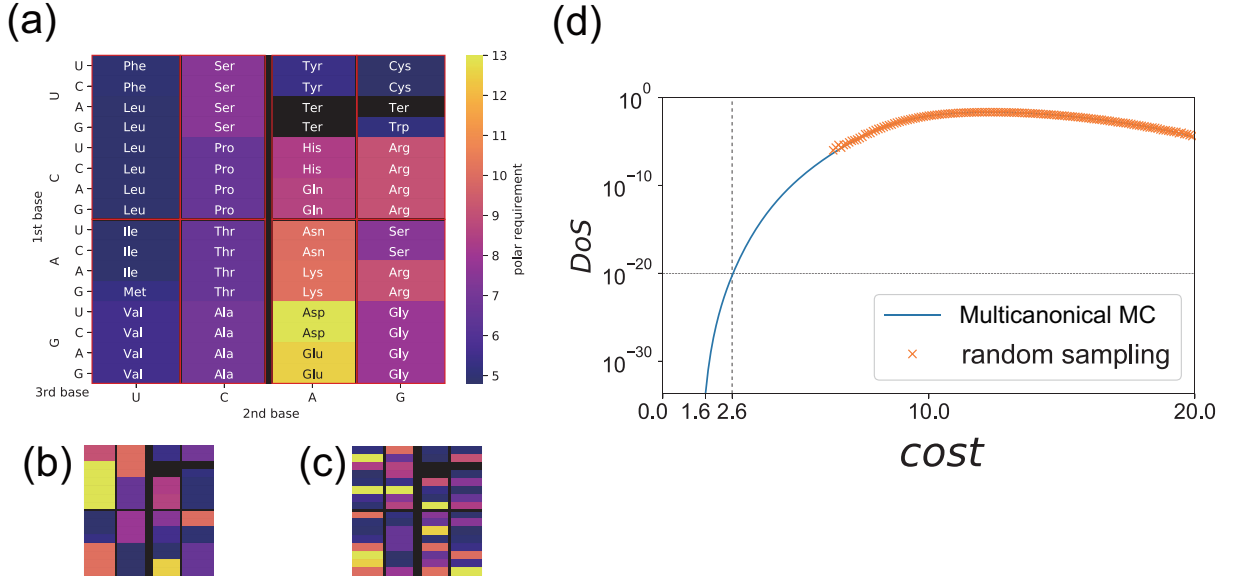 (a)
U Phe Ser Tyr Cys
C Phe Ser Tyr Cys
A Leu Ser Ter Ter
G Leu Ser Ter Trp
U
U Leu Pro His Arg
C Leu Pro His Arg
A Leu Pro Gln Arg
G Leu Pro Gln Arg
C
U Ile Thr Asn Ser
C Ile Thr Asn Ser
A Ile Thr Lys Arg
G Met Thr Lys Arg
A
U Val Ala Asp Gly
C Val Ala Asp Gly
A Val Ala Glu Gly
G Val Ala Glu Gly
G
1st base
3rd base
U C A G
2nd base
13
12
11
10
9
8
7
6
5
polar requirement
(b)
(c)
(d)
10⁰
10⁻¹⁰
10⁻²⁰
10⁻³⁰
DoS
0.0 1.6 2.6 10.0 20.0
cost
Multicanonical MC
random sampling